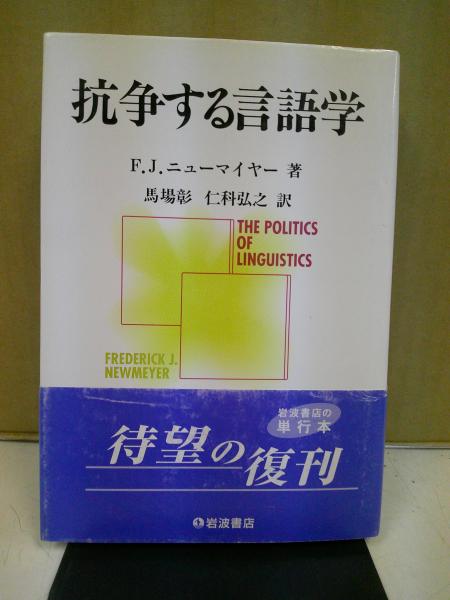 抗争する言語学
F.J.ニューマイヤー 著
馬場彰 仁科弘之 訳
THE POLITICS
OF
LINGUISTICS
FREDERICK J.
NEWMEYER
岩波書店の
単行本
待望の復刊
岩波書店